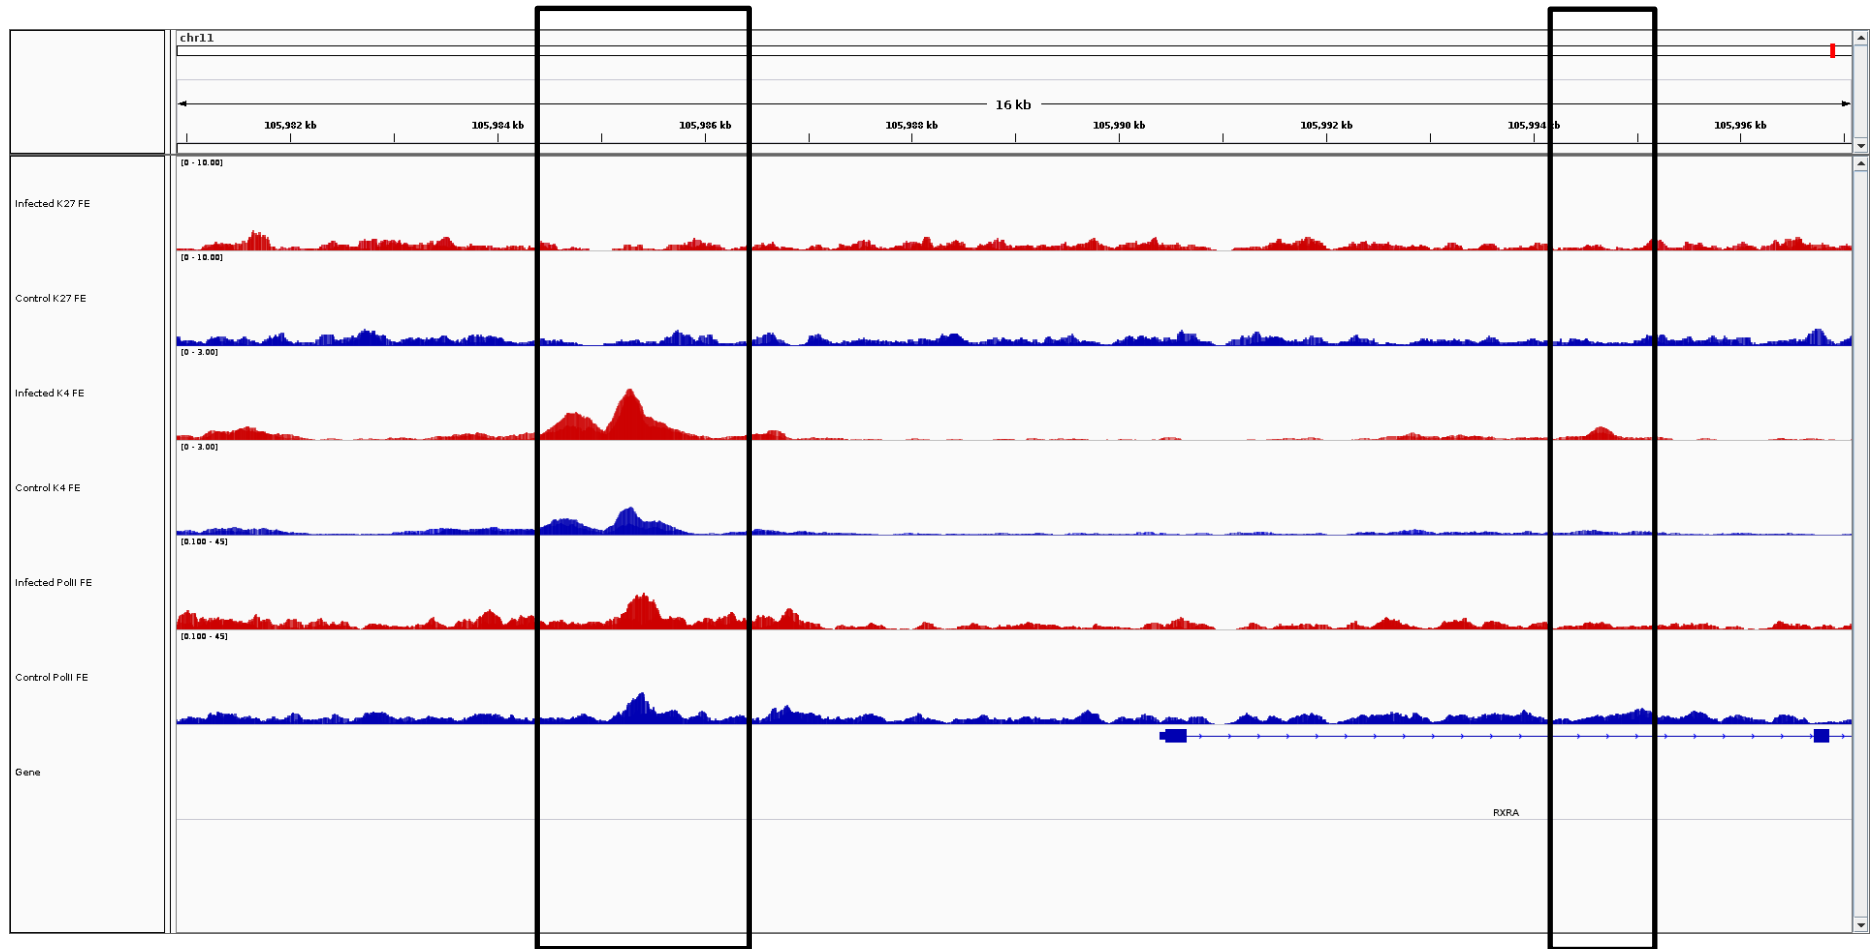 chr11
16 kb
105,982 kb 105,984 kb 105,986 kb 105,988 kb 105,990 kb 105,992 kb 105,994 kb 105,996 kb
[0 - 10.00]
Infected K27 FE
[0 - 10.00]
Control K27 FE
[0 - 3.00]
Infected K4 FE
[0 - 3.00]
Control K4 FE
[0.100 - 45]
Infected PolII FE
[0.100 - 45]
Control PolII FE
Gene
RXRA